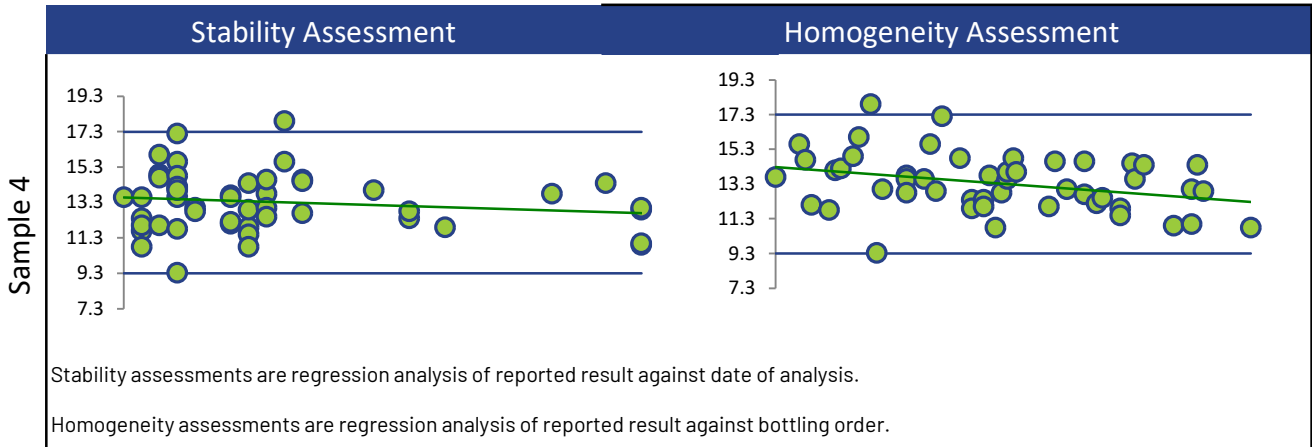 Stability Assessment
Homogeneity Assessment
Sample 4
19.3
17.3
15.3
13.3
11.3
9.3
7.3
19.3
17.3
15.3
13.3
11.3
9.3
7.3
Stability assessments are regression analysis of reported result against date of analysis.
Homogeneity assessments are regression analysis of reported result against bottling order.